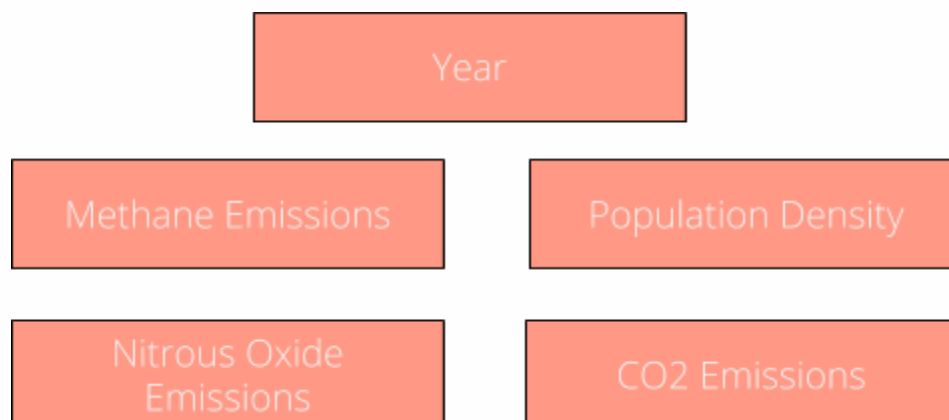 Year
Methane Emissions
Population Density
Nitrous Oxide
Emissions
CO2 Emissions